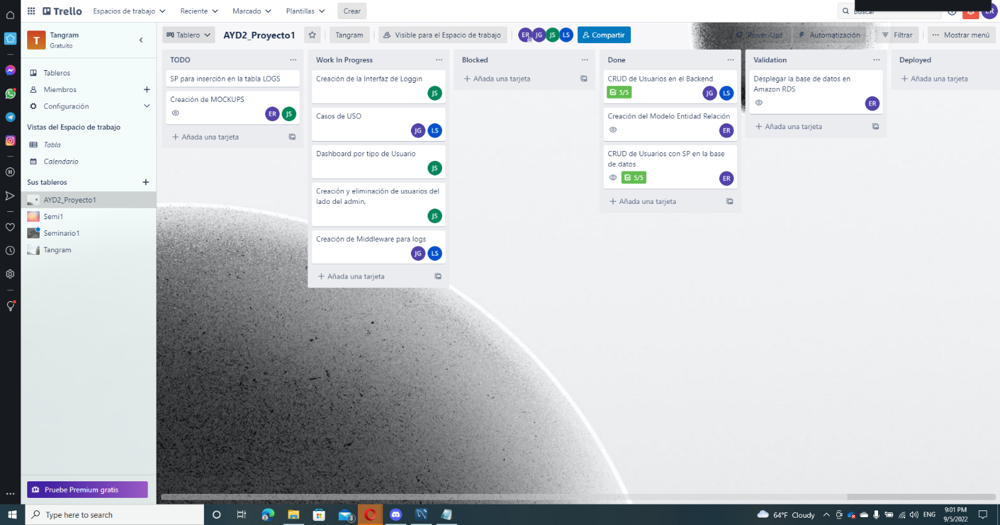 Trello
Espacios de trabajo
Reciente
Marcado
Plantillas
Crear
ER
T
Tangram
Gratuito
Tablero
AYD2_Proyecto1
Tangram
Visible para el Espacio de trabajo
ER
JG
JS
LS
Compartir
Power-Ups
Automatización
Filtrar
Mostrar menú
Tableros
Miembros
Configuración
Vistas del Espacio de trabajo
Tabla
Calendario
Sus tableros
AYD2_Proyecto1
Semi1
Seminario1
Tangram
Pruebe Premium gratis
TODO
SP para inserción en la tabla LOGS
Creación de MOCKUPS
ER
JS
Añada una tarjeta
Work In Progress
Creación de la Interfaz de Loggin
JS
Casos de USO
JG
LS
Dashboard por tipo de Usuario
JS
Creación y eliminación de usuarios del
lado del admin,
JS
Creación de Middleware para logs
JG
LS
Añada una tarjeta
Blocked
Añada una tarjeta
Done
CRUD de Usuarios en el Backend
5/5
JG
LS
Creación del Modelo Entidad Relación
ER
CRUD de Usuarios con SP en la base
de datos
5/5
ER
Añada una tarjeta
Validation
Desplegar la base de datos en
Amazon RDS
ER
Añada una tarjeta
Deployed
Añada una tarjeta
Type here to search
3
64°F Cloudy
ENG
9:01 PM
9/5/2022